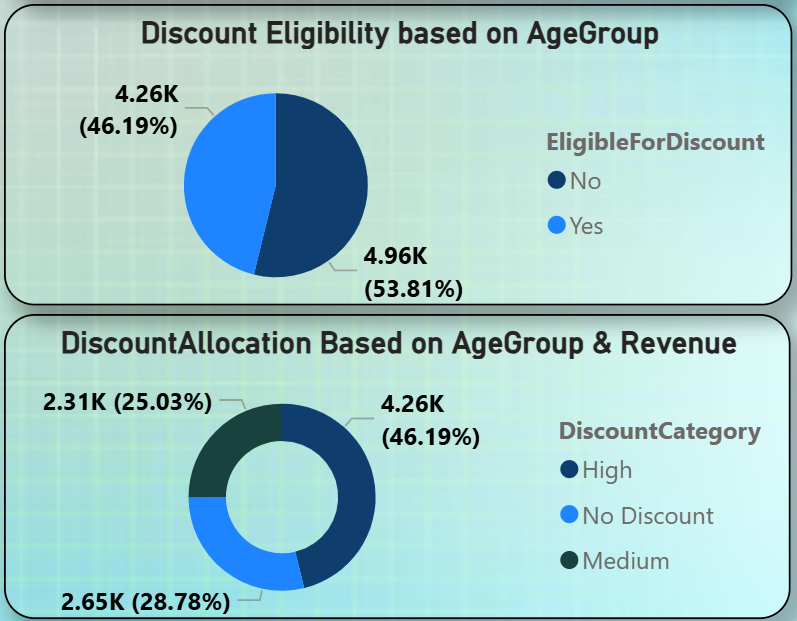 Discount Eligibility based on AgeGroup
4.26K
(46.19%)
EligibleForDiscount
No
Yes
4.96K
(53.81%)
DiscountAllocation Based on AgeGroup & Revenue
2.31K (25.03%)
4.26K
(46.19%)
DiscountCategory
High
No Discount
Medium
2.65K (28.78%)